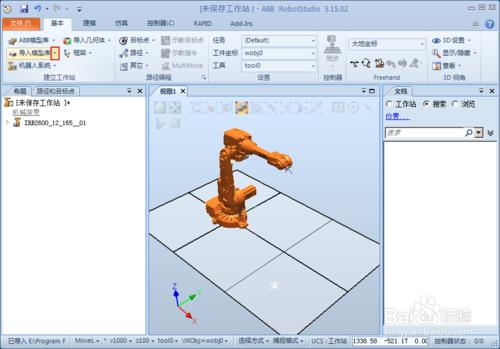 [未保存工作站] - ABB RobotStudio 5.15.02
文件(F) 基本 建模 仿真 控制器(C) RAPID Add-Ins
ABB模型库 导入几何体
导入模型库 框架
机器人系统
建立工作站
目标点 示教目标点
路径 示教指令
其它 MultiMove
路径编程
任务 (Default)
工件坐标 wobj0
工具 tool0
设置
同步
控制器
大地坐标
Freehand
3D 设置
显示/隐藏
查看
3D 视角
布局 路径和目标点
[未保存工作站]*
机械装置
IRB2600_12_165__01
视图1
Z
Y
X
文档
工作站 搜索 浏览
位置...
搜索
Baidu 经验
已导入 E:\Program F MoveL * v1000 z100 tool0 \WObj:=wobj0 选择方式 捕捉模式 UCS:工作站 1338.58 -521.17 0.00 控制器状态: 0/0